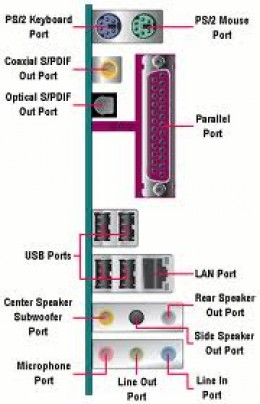 PS/2 Keyboard
Port
PS/2 Mouse
Port
Coaxial S/PDIF
Out Port
Optical S/PDIF
Out Port
Parallel
Port
USB Ports
LAN Port
Center Speaker
Subwoofer
Port
Rear Speaker
Out Port
Side Speaker
Out Port
Microphone
Port
Line Out
Port
Line In
Port